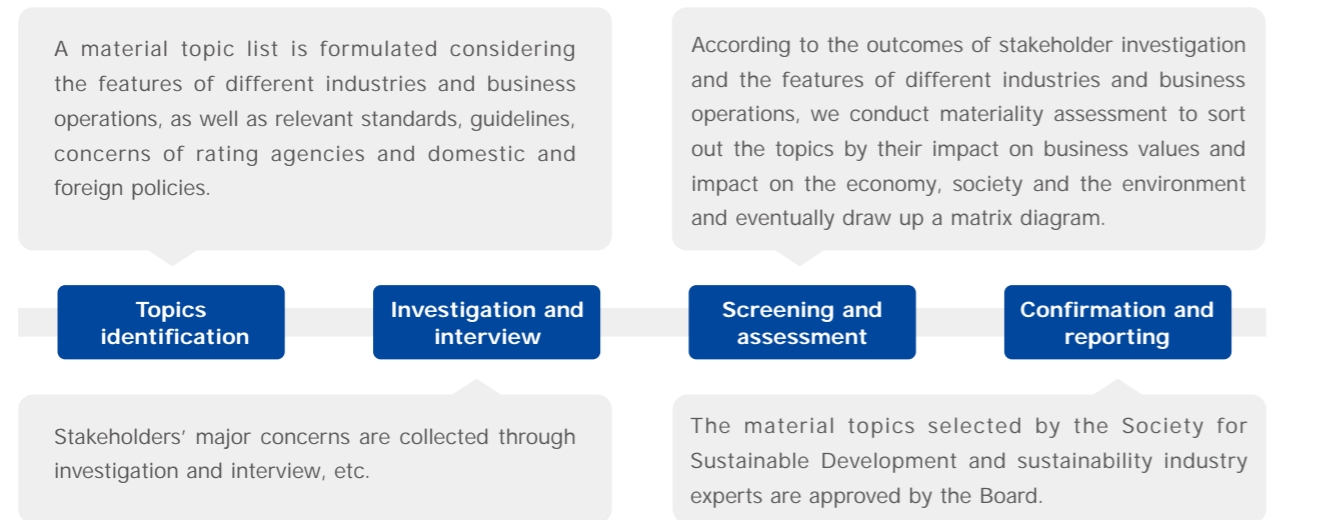 A material topic list is formulated considering
the features of different industries and business
operations, as well as relevant standards, guidelines,
concerns of rating agencies and domestic and
foreign policies.
According to the outcomes of stakeholder investigation
and the features of different industries and business
operations, we conduct materiality assessment to sort
out the topics by their impact on business values and
impact on the economy, society and the environment
and eventually draw up a matrix diagram.
Topics
identification
Investigation and
interview
Screening and
assessment
Confirmation and
reporting
Stakeholders’ major concerns are collected through
investigation and interview, etc.
The material topics selected by the Society for
Sustainable Development and sustainability industry
experts are approved by the Board.